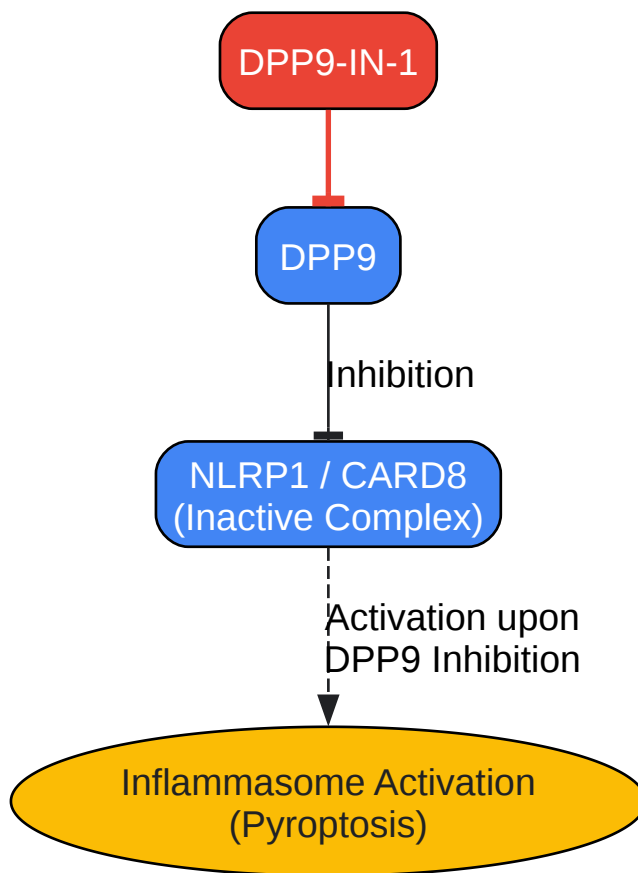 DPP9-IN-1
DPP9
Inhibition
NLRP1 / CARD8
(Inactive Complex)
Activation upon
DPP9 Inhibition
Inflammasome Activation
(Pyroptosis)